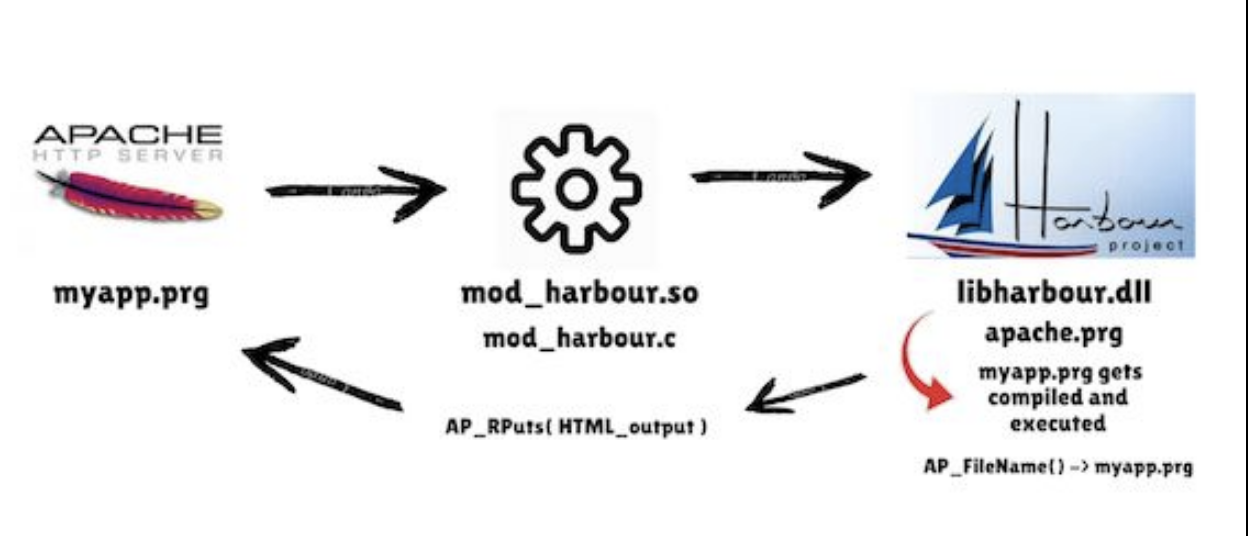 APACHE
HTTP SERVER
myapp.prg
mod_harbour.so
mod_harbour.c
Harbour
project
libharbour.dll
apache.prg
myapp.prg gets
compiled and
executed
AP_FileName() -> myapp.prg
AP_RPuts( HTML_output )